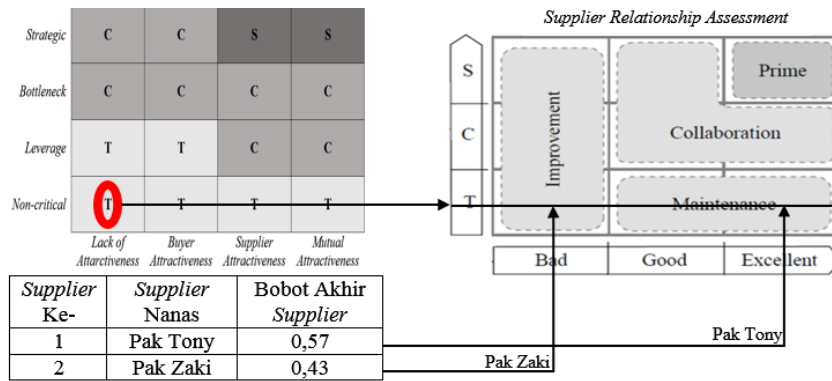 Supplier Relationship Assessment
Strategic C C S S
Bottleneck C C C C
Leverage T T C C
Non-critical T T T T
Lack of Attarctiveness
Buyer Attractiveness
Supplier Attractiveness
Mutual Attractiveness
S
C
T
Improvement
Prime
Collaboration
Maintenance
Bad Good Excellent
Supplier Ke-
Supplier Nanas
Bobot Akhir Supplier
1 Pak Tony 0,57
2 Pak Zaki 0,43
Pak Tony
Pak Zaki